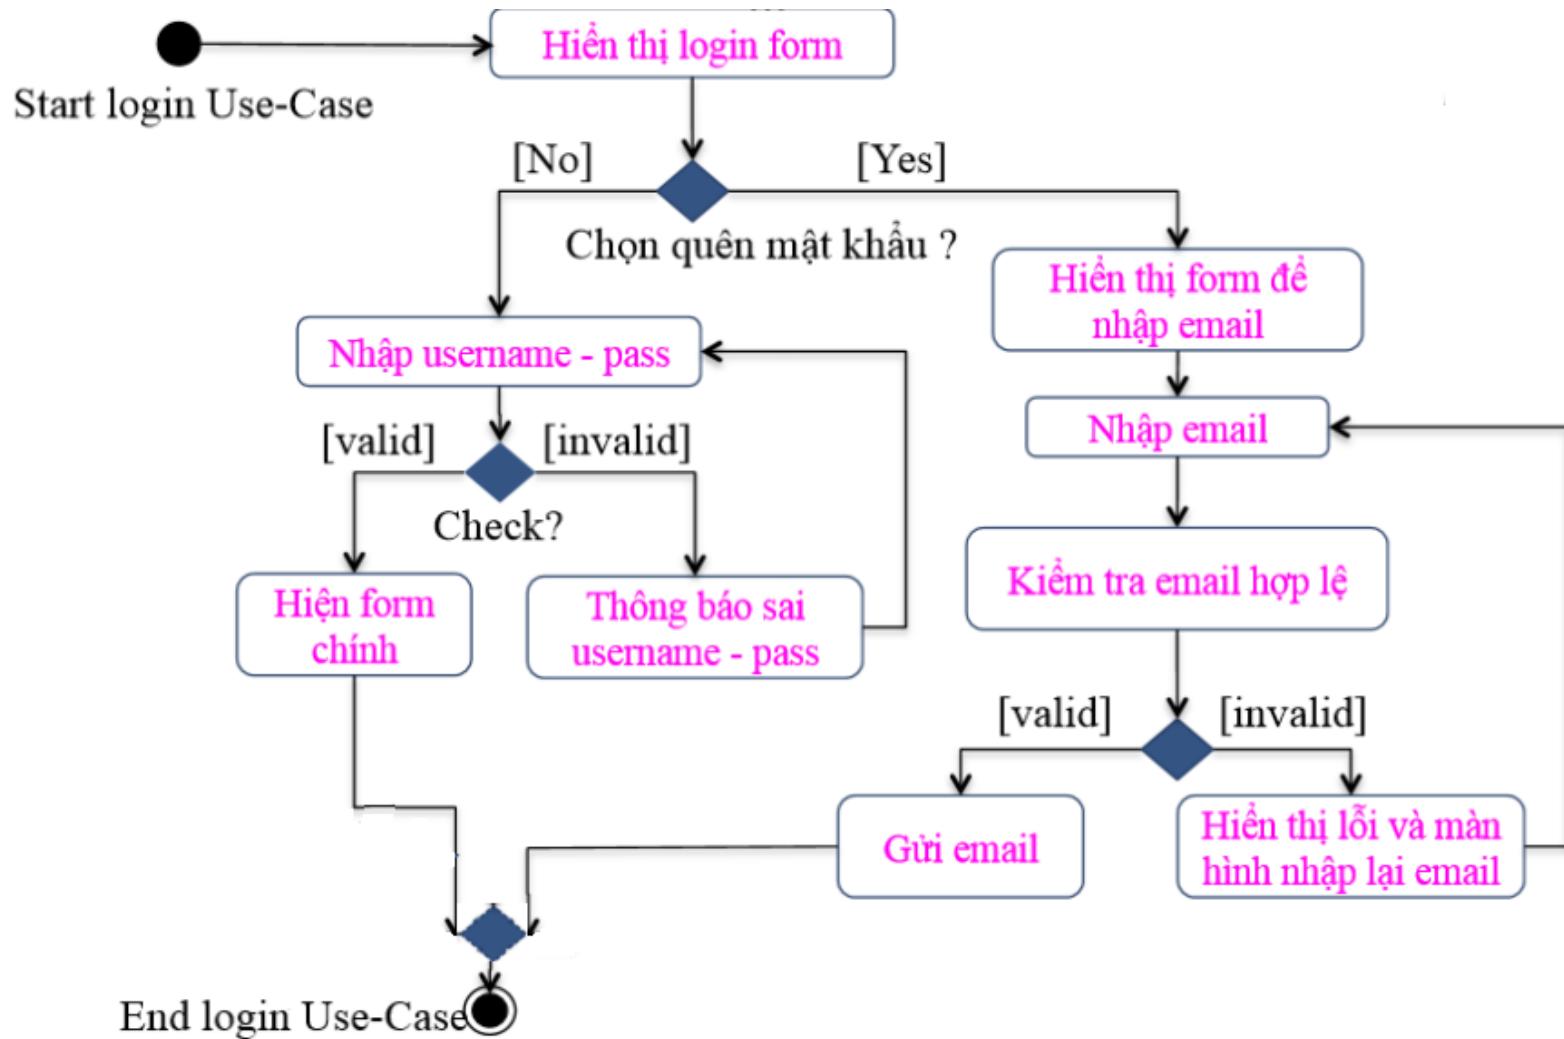 Hiển thị login form
Start login Use-Case
[No]
[Yes]
Chọn quên mật khẩu ?
Hiển thị form để
nhập email
Nhập username - pass
Nhập email
[valid]
[invalid]
Check?
Hiện form
chính
Thông báo sai
username - pass
Kiểm tra email hợp lệ
[valid]
[invalid]
Gửi email
Hiển thị lỗi và màn
hình nhập lại email
End login Use-Case